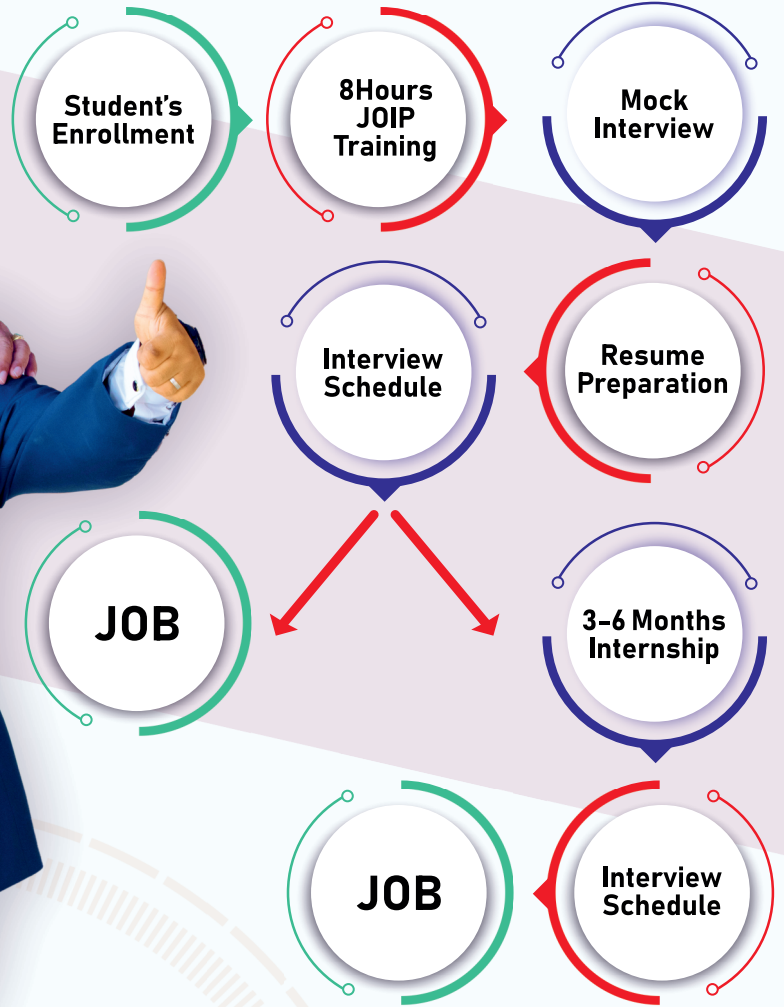 Student's
Enrollment
8Hours
JOIP
Training
Mock
Interview
Resume
Preparation
Interview
Schedule
JOB
3-6 Months
Internship
Interview
Schedule
JOB